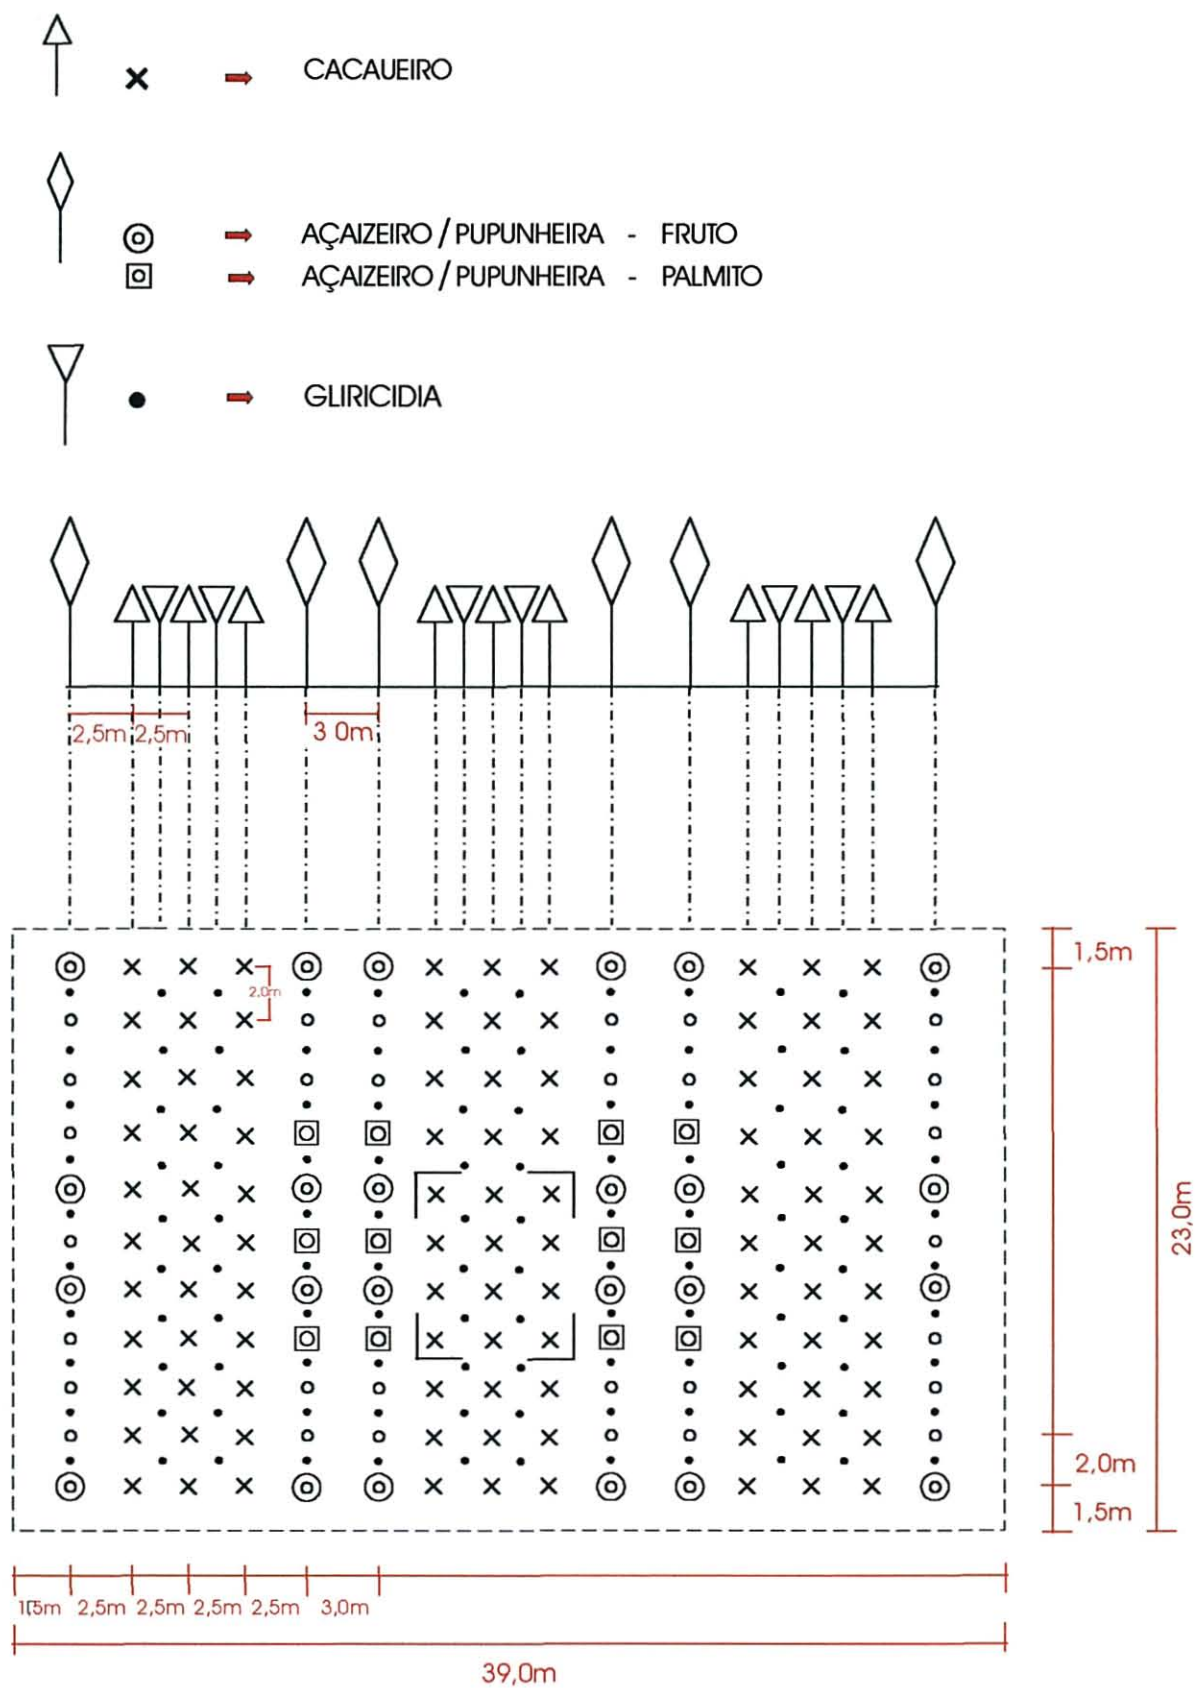 CACAUEIRO
AÇAIZEIRO / PUPUNHEIRA - FRUTO
AÇAIZEIRO / PUPUNHEIRA - PALMITO
GLIRICIDIA
2,5m 2,5m 3 0m
1,5m
2,0m
23,0m
2,0m
1,5m
1,5m 2,5m 2,5m 2,5m 2,5m 3,0m
39,0m